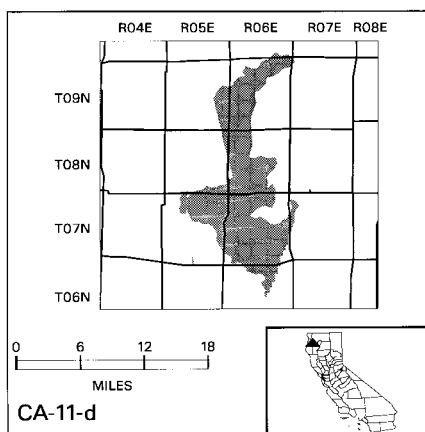 R04E R05E R06E R07E R08E
T09N
T08N
T07N
T06N
0 6 12 18
MILES
CA-11-d